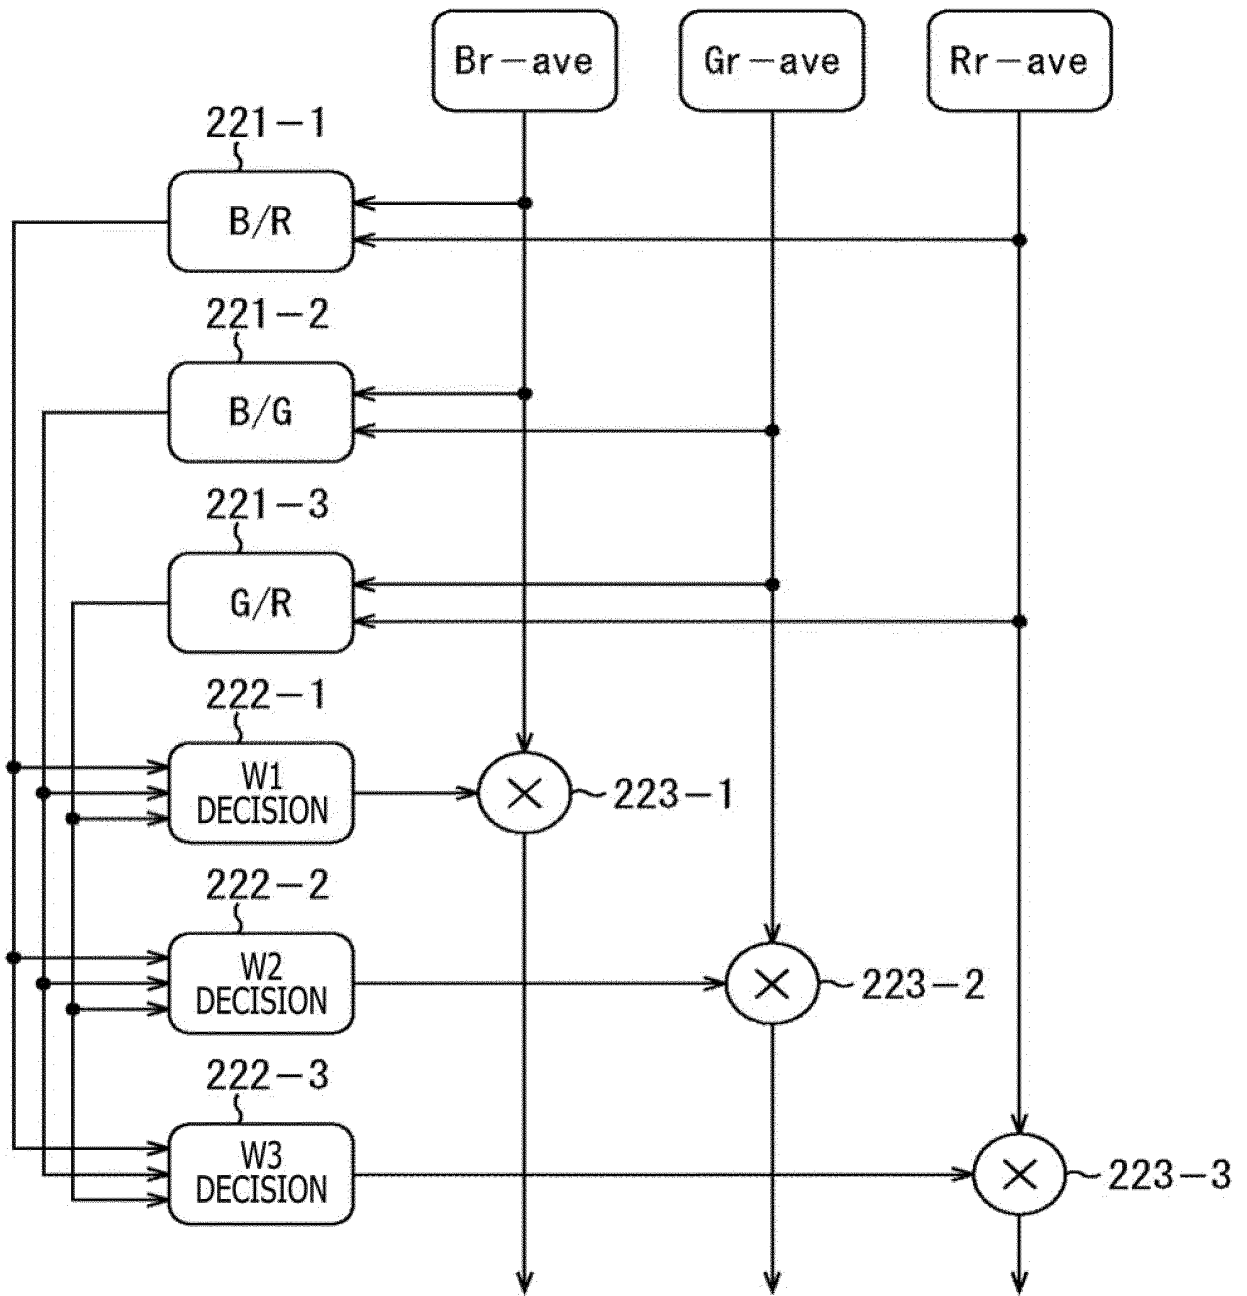 Br-ave
Gr-ave
Rr-ave
221-1
B/R
221-2
B/G
221-3
G/R
222-1
W1
DECISION
×
223-1
222-2
W2
DECISION
×
223-2
222-3
W3
DECISION
×
223-3